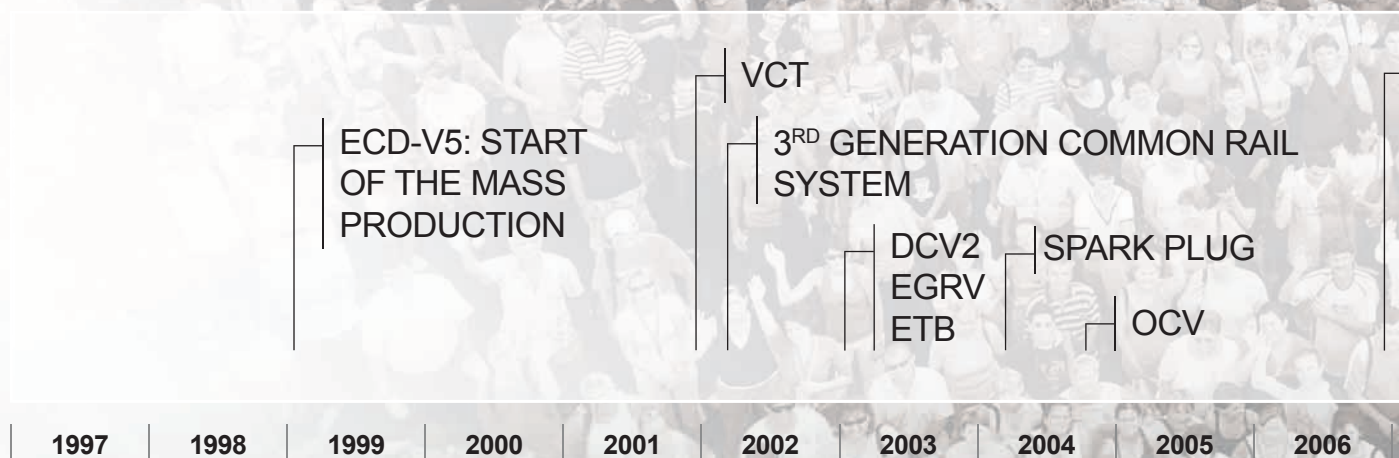 VCT
ECD-V5: START
OF THE MASS
PRODUCTION
3RD GENERATION COMMON RAIL
SYSTEM
DCV2
EGRV
ETB
SPARK PLUG
OCV
1997 1998 1999 2000 2001 2002 2003 2004 2005 2006